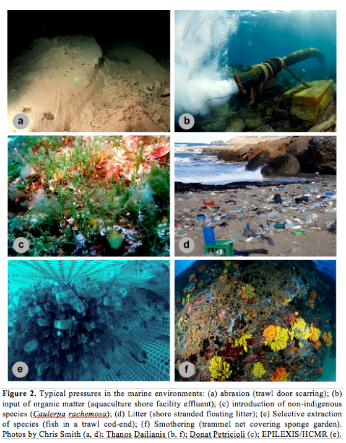 a
b
c
d
e
f
Figure 2. Typical pressures in the marine environments: (a) abrasion (trawl door scarring); (b)
input of organic matter (aquaculture shore facility effluent); (c) introduction of non-indigenous
species (Caulerpa rachemosa); (d) Litter (shore stranded floating litter); (e) Selective extraction
of species (fish in a trawl cod-end); (f) Smothering (trammel net covering sponge garden).
Photos by Chris Smith (a, d); Thanos Dailianis (b, f); Donat Petricioli (c); EPILEXIS/HCMR (e).